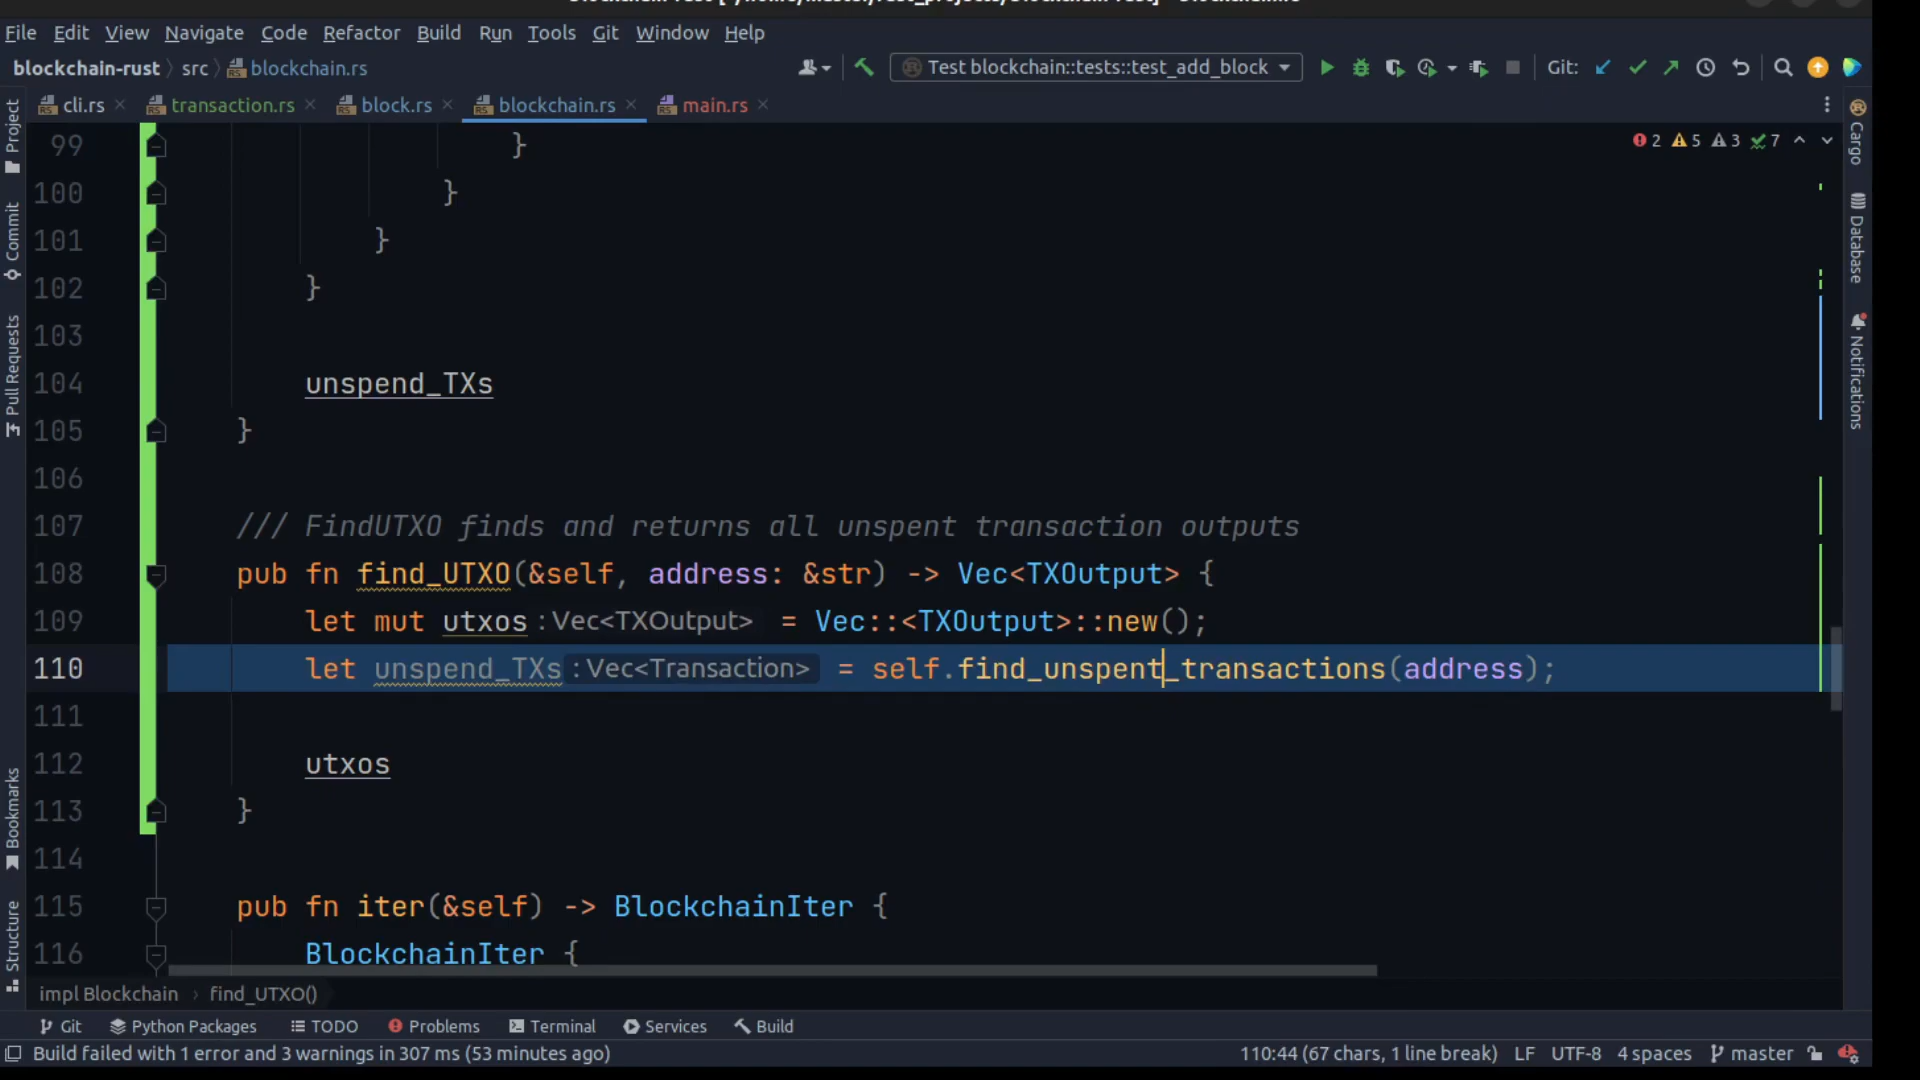 File Edit View Navigate Code Refactor Build Run Tools Git Window Help
blockchain-rust src blockchain.rs Test blockchain::tests::test_add_block Git:
cli.rs transaction.rs block.rs blockchain.rs main.rs
2 5 3 7
99 }
100 }
101 }
102 }
103
104 unspend_TXs
105 }
106
107 /// FindUTXO finds and returns all unspent transaction outputs
108 pub fn find_UTXO(&self, address: &str) -> Vec<TXOutput> {
109 let mut utxos: Vec<TXOutput> = Vec::<TXOutput>::new();
110 let unspend_TXs: Vec<Transaction> = self.find_unspent_transactions(address);
111
112 utxos
113 }
114
115 pub fn iter(&self) -> BlockchainIter {
116 BlockchainIter {
impl Blockchain find_UTXO()
Git Python Packages TODO Problems Terminal Services Build
Build failed with 1 error and 3 warnings in 307 ms (53 minutes ago) 110:44 (67 chars, 1 line break) LF UTF-8 4 spaces master
Project
Commit
Pull Requests
Bookmarks
Structure
Cargo
Database
Notifications